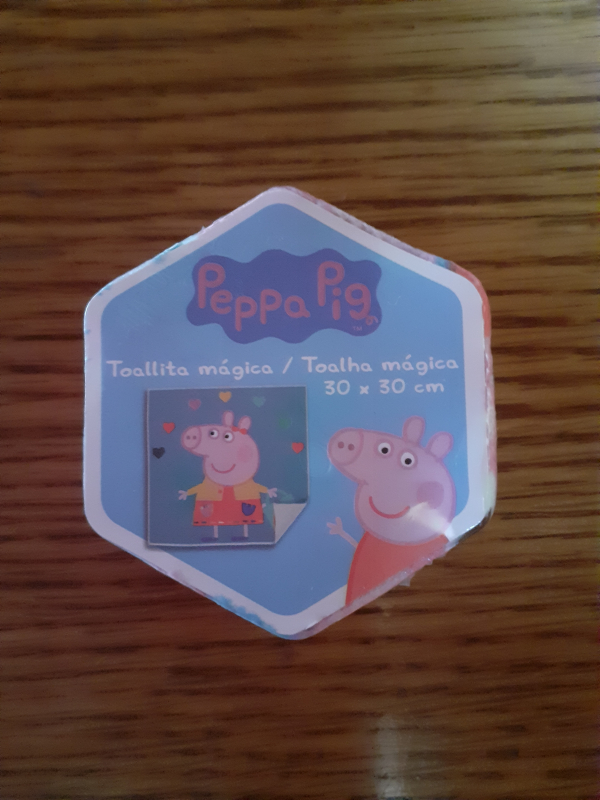 Peppa Pig
Toallita mágica / Toalha mágica
30 x 30 cm